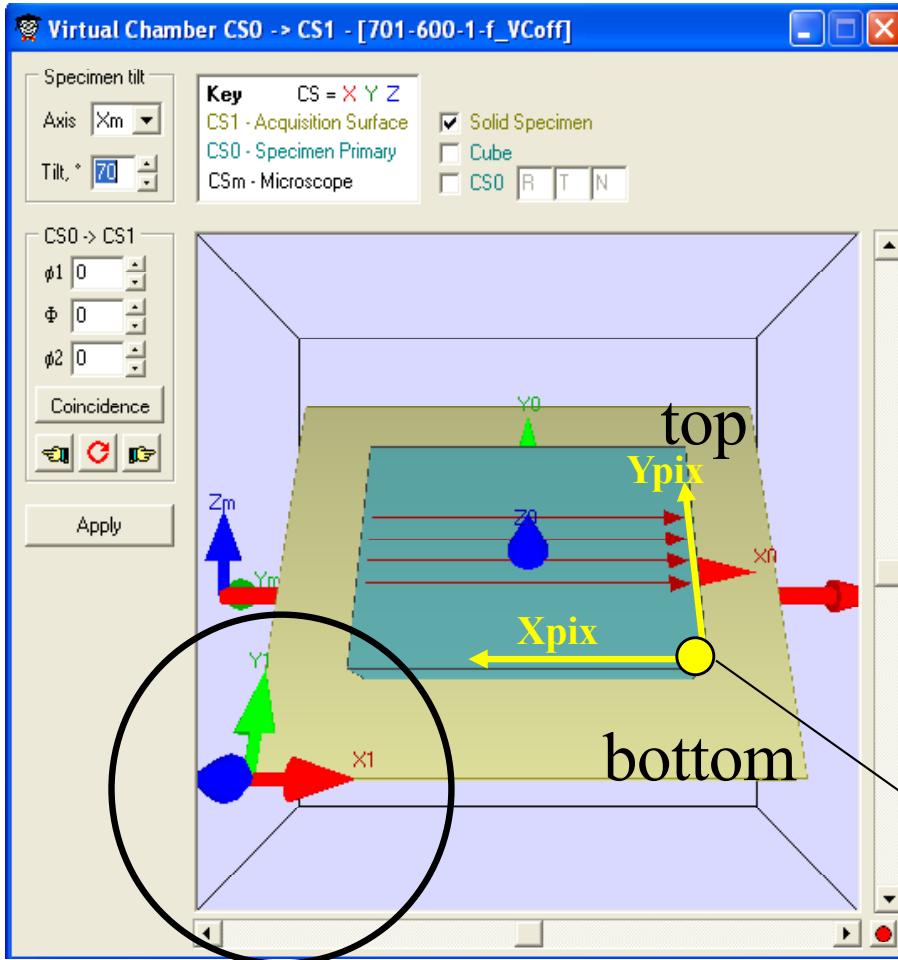 Virtual Chamber CS0 -> CS1 - [701-600-1-f_VCoff]
Specimen tilt
Axis Xm
Tilt, ° 70
Key CS = X Y Z
CS1 - Acquisition Surface
CS0 - Specimen Primary
CSm - Microscope
Solid Specimen
Cube
CS0 R T N
CS0 -> CS1
ϕ1 0
Φ 0
ϕ2 0
Coincidence
Apply
Y0
top
Ypix
Zm
Z0
Ym
X0
Xpix
Y1
bottom
X1